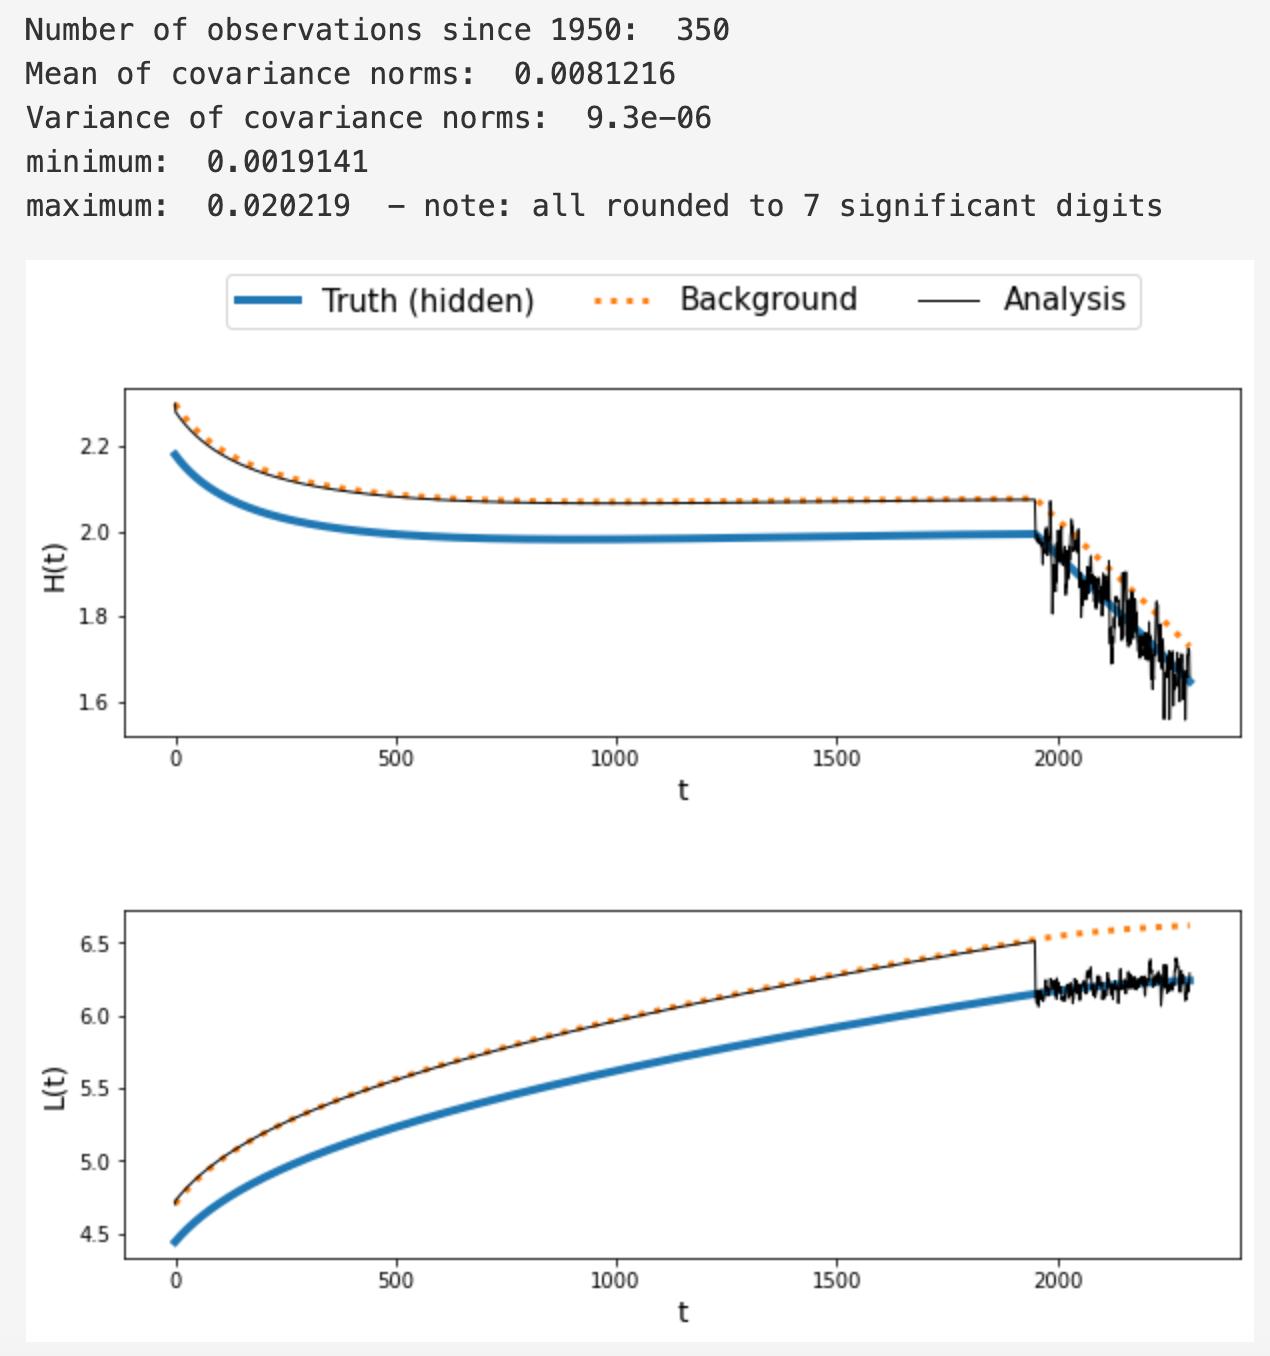 Number of observations since 1950:  350
Mean of covariance norms:  0.0081216
Variance of covariance norms:  9.3e-06
minimum:  0.0019141
maximum:  0.020219  - note: all rounded to 7 significant digits
Truth (hidden) Background Analysis
2.2
2.0
1.8
1.6
H(t)
0 500 1000 1500 2000
t
6.5
6.0
5.5
5.0
4.5
L(t)
0 500 1000 1500 2000
t